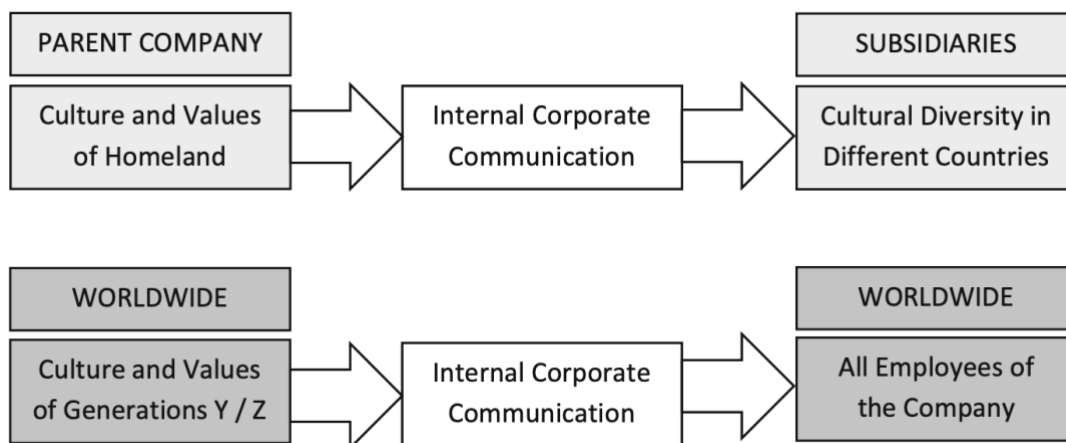 PARENT COMPANY
SUBSIDIARIES
Culture and Values
of Homeland
Internal Corporate
Communication
Cultural Diversity in
Different Countries
WORLDWIDE
WORLDWIDE
Culture and Values
of Generations Y / Z
Internal Corporate
Communication
All Employees of
the Company